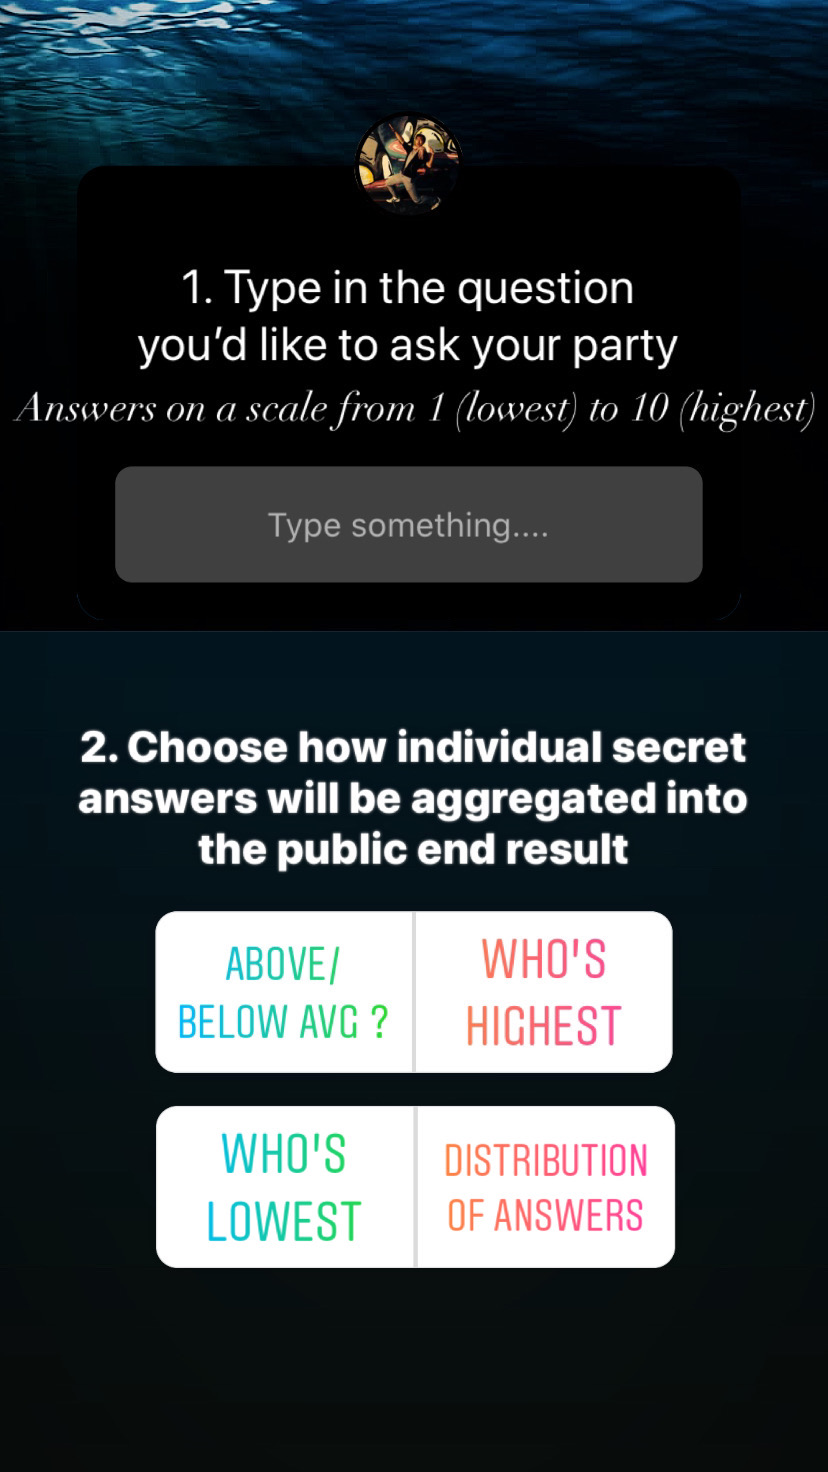 1. Type in the question
you’d like to ask your party
Answers on a scale from 1 (lowest) to 10 (highest)
Type something....
2. Choose how individual secret
answers will be aggregated into
the public end result
ABOVE/
BELOW AVG ?
WHO'S
HIGHEST
WHO'S
LOWEST
DISTRIBUTION
OF ANSWERS